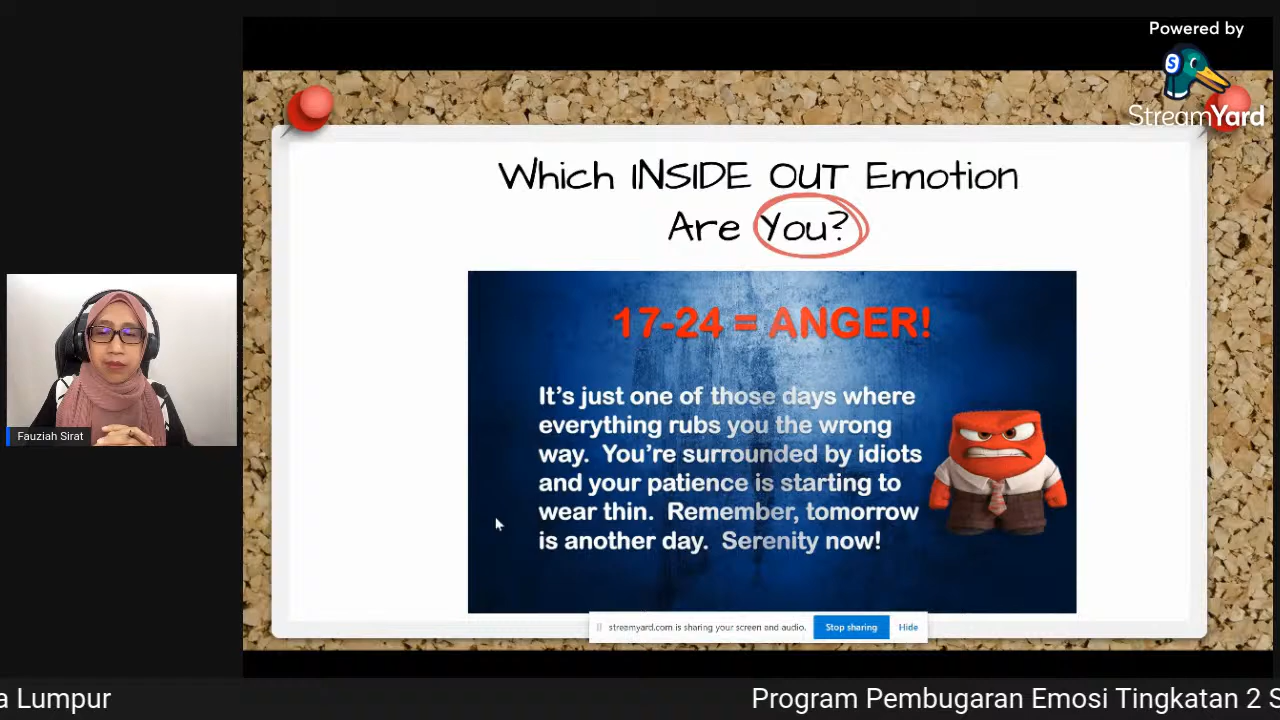 Powered by
StreamYard
Which INSIDE OUT Emotion
Are You?
17-24 = ANGER!
It's just one of those days where
everything rubs you the wrong
way. You're surrounded by idiots
and your patience is starting to
wear thin. Remember, tomorrow
is another day. Serenity now!
Fauziah Sirat
streamyard.com is sharing your screen and audio. Stop sharing Hide
a Lumpur Program Pembugaran Emosi Tingkatan 2 S